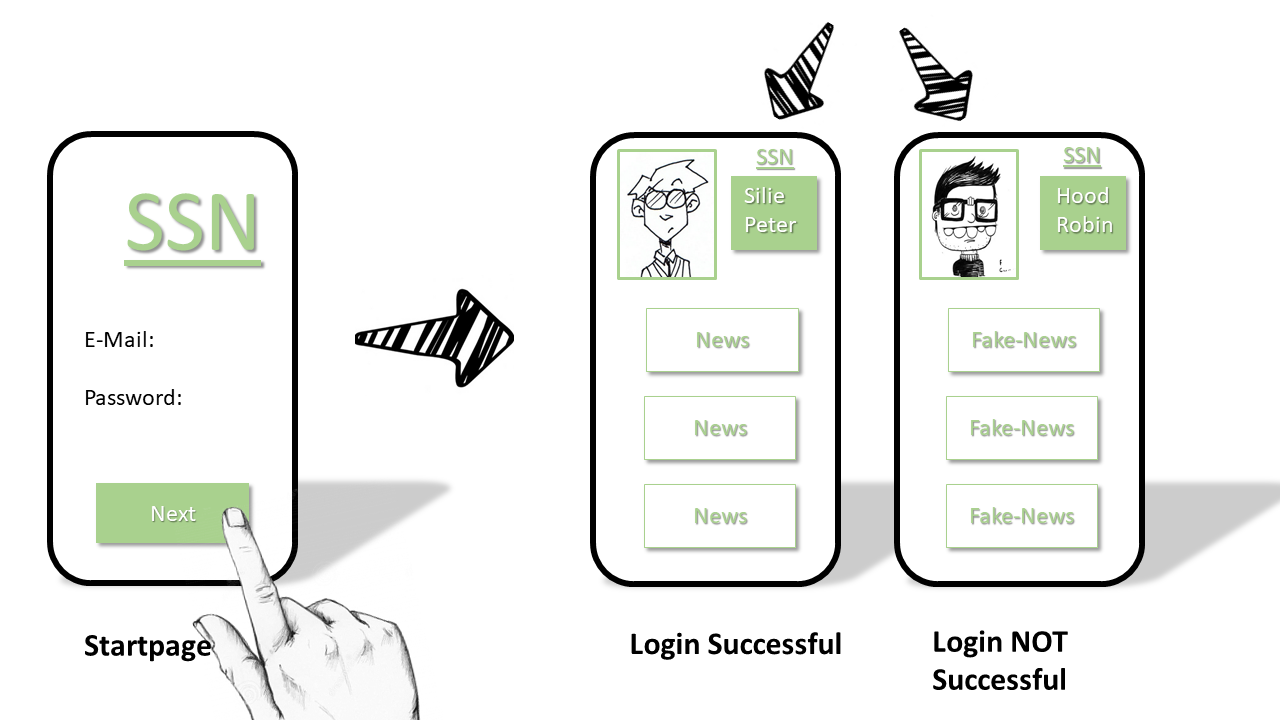 SSN
E-Mail:
Password:
Next
Startpage
SSN
Silie
Peter
News
News
News
Login Successful
SSN
Hood
Robin
Fake-News
Fake-News
Fake-News
Login NOT
Successful